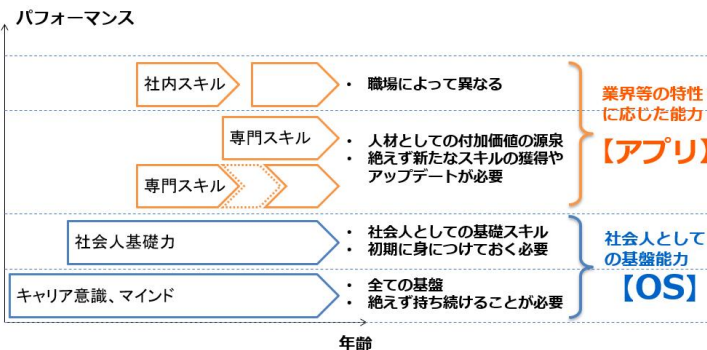 パフォーマンス
社内スキル
・ 職場によって異なる
専門スキル
・ 人材としての付加価値の源泉
・ 絶えず新たなスキルの獲得や
アップデートが必要
専門スキル
業界等の特性
に応じた能力
【アプリ】
社会人基礎力
・ 社会人としての基礎スキル
・ 初期に身につけておく必要
キャリア意識、マインド
・ 全ての基盤
・ 絶えず持ち続けることが必要
社会人として
の基盤能力
【OS】
年齢